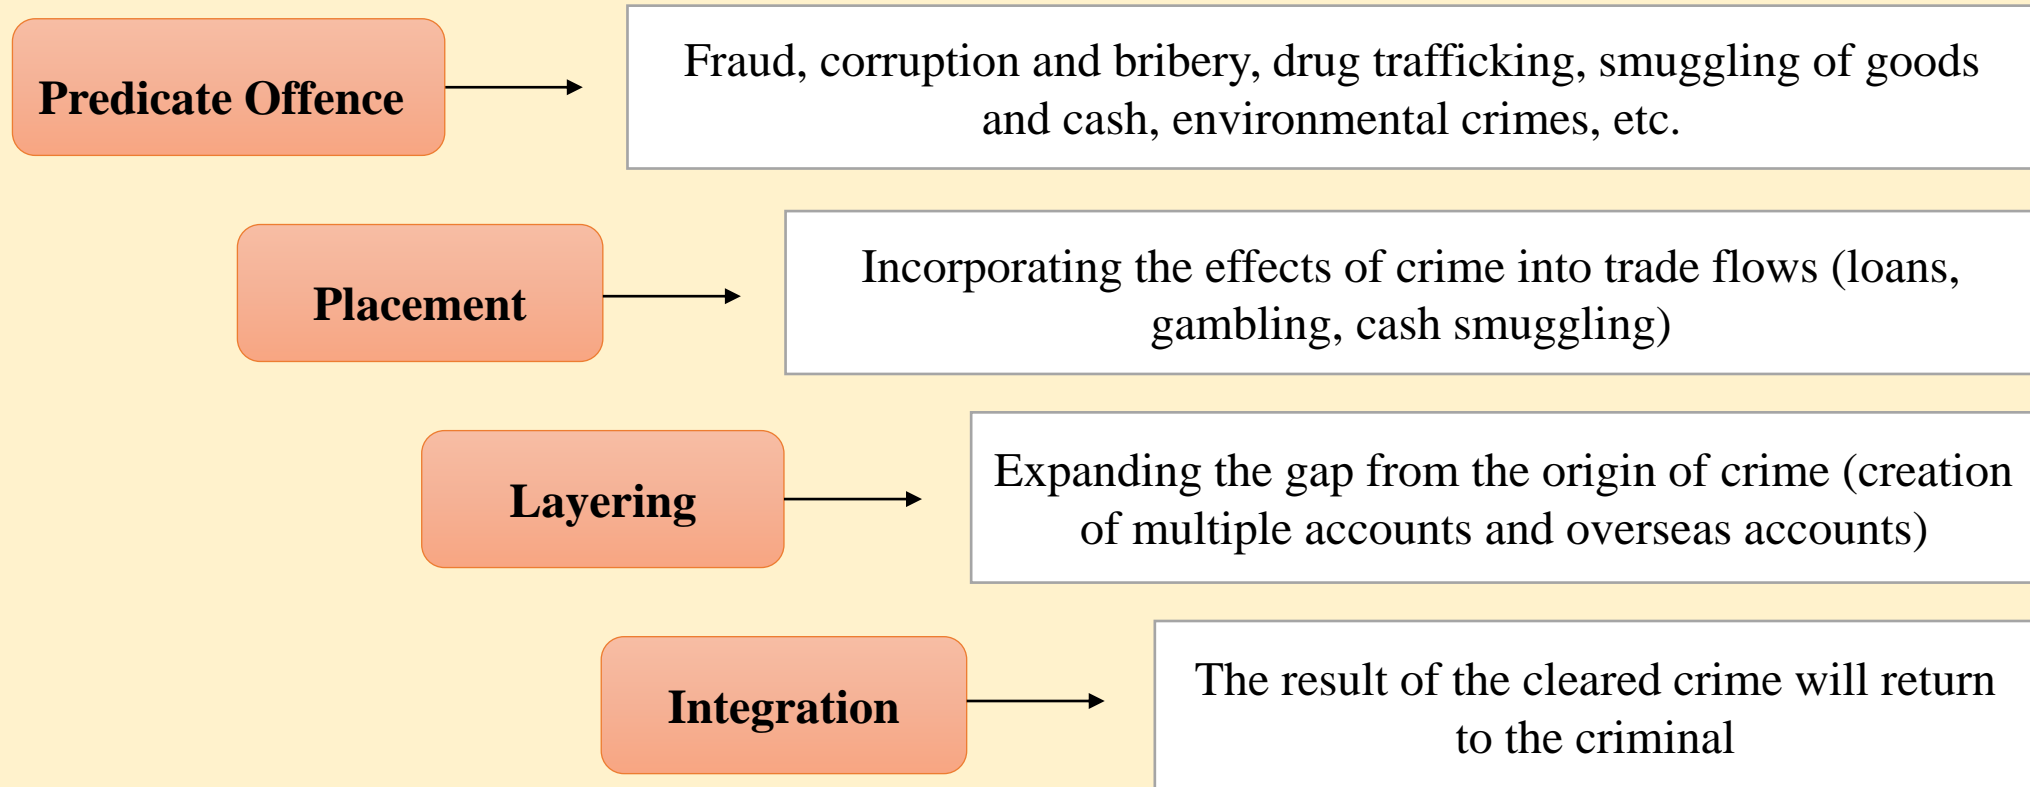 Predicate Offence
Fraud, corruption and bribery, drug trafficking, smuggling of goods
and cash, environmental crimes, etc.
Placement
Incorporating the effects of crime into trade flows (loans,
gambling, cash smuggling)
Layering
Expanding the gap from the origin of crime (creation
of multiple accounts and overseas accounts)
Integration
The result of the cleared crime will return
to the criminal